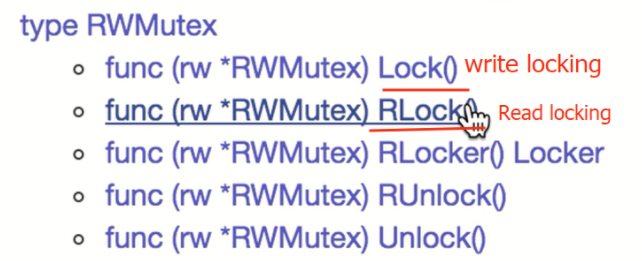 type RWMutex
func (rw *RWMutex) Lock() write locking
func (rw *RWMutex) RLock() Read locking
func (rw *RWMutex) RLocker() Locker
func (rw *RWMutex) RUnlock()
func (rw *RWMutex) Unlock()